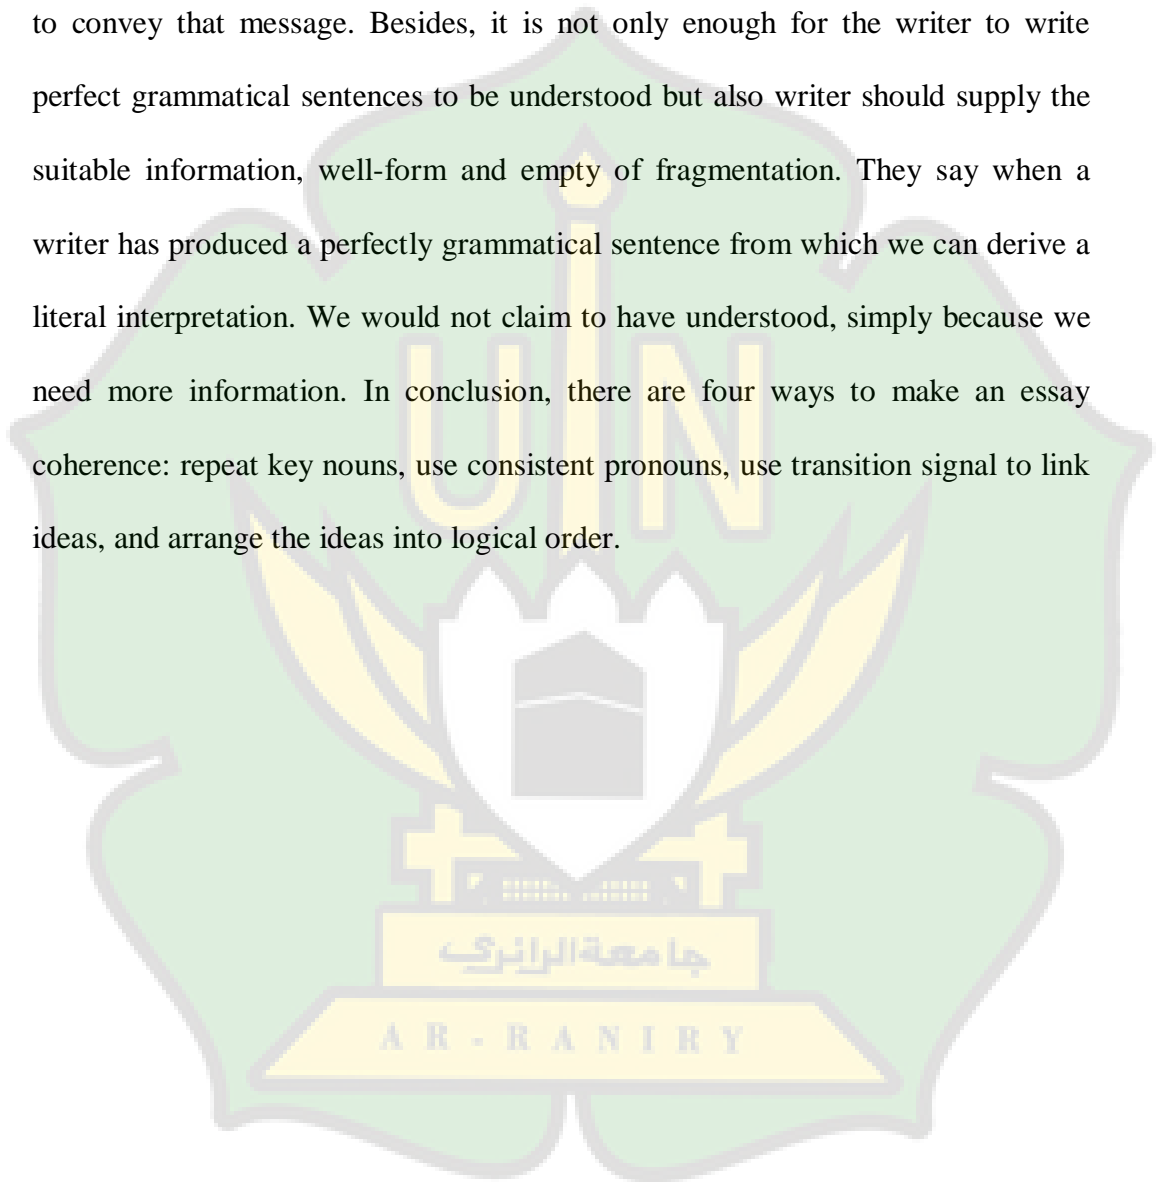 to convey that message. Besides, it is not only enough for the writer to write
perfect grammatical sentences to be understood but also writer should supply the
suitable information, well-form and empty of fragmentation. They say when a
writer has produced a perfectly grammatical sentence from which we can derive a
literal interpretation. We would not claim to have understood, simply because we
need more information. In conclusion, there are four ways to make an essay
coherence: repeat key nouns, use consistent pronouns, use transition signal to link
ideas, and arrange the ideas into logical order.
UIN
جامعةالرانري
AR-RANIRY